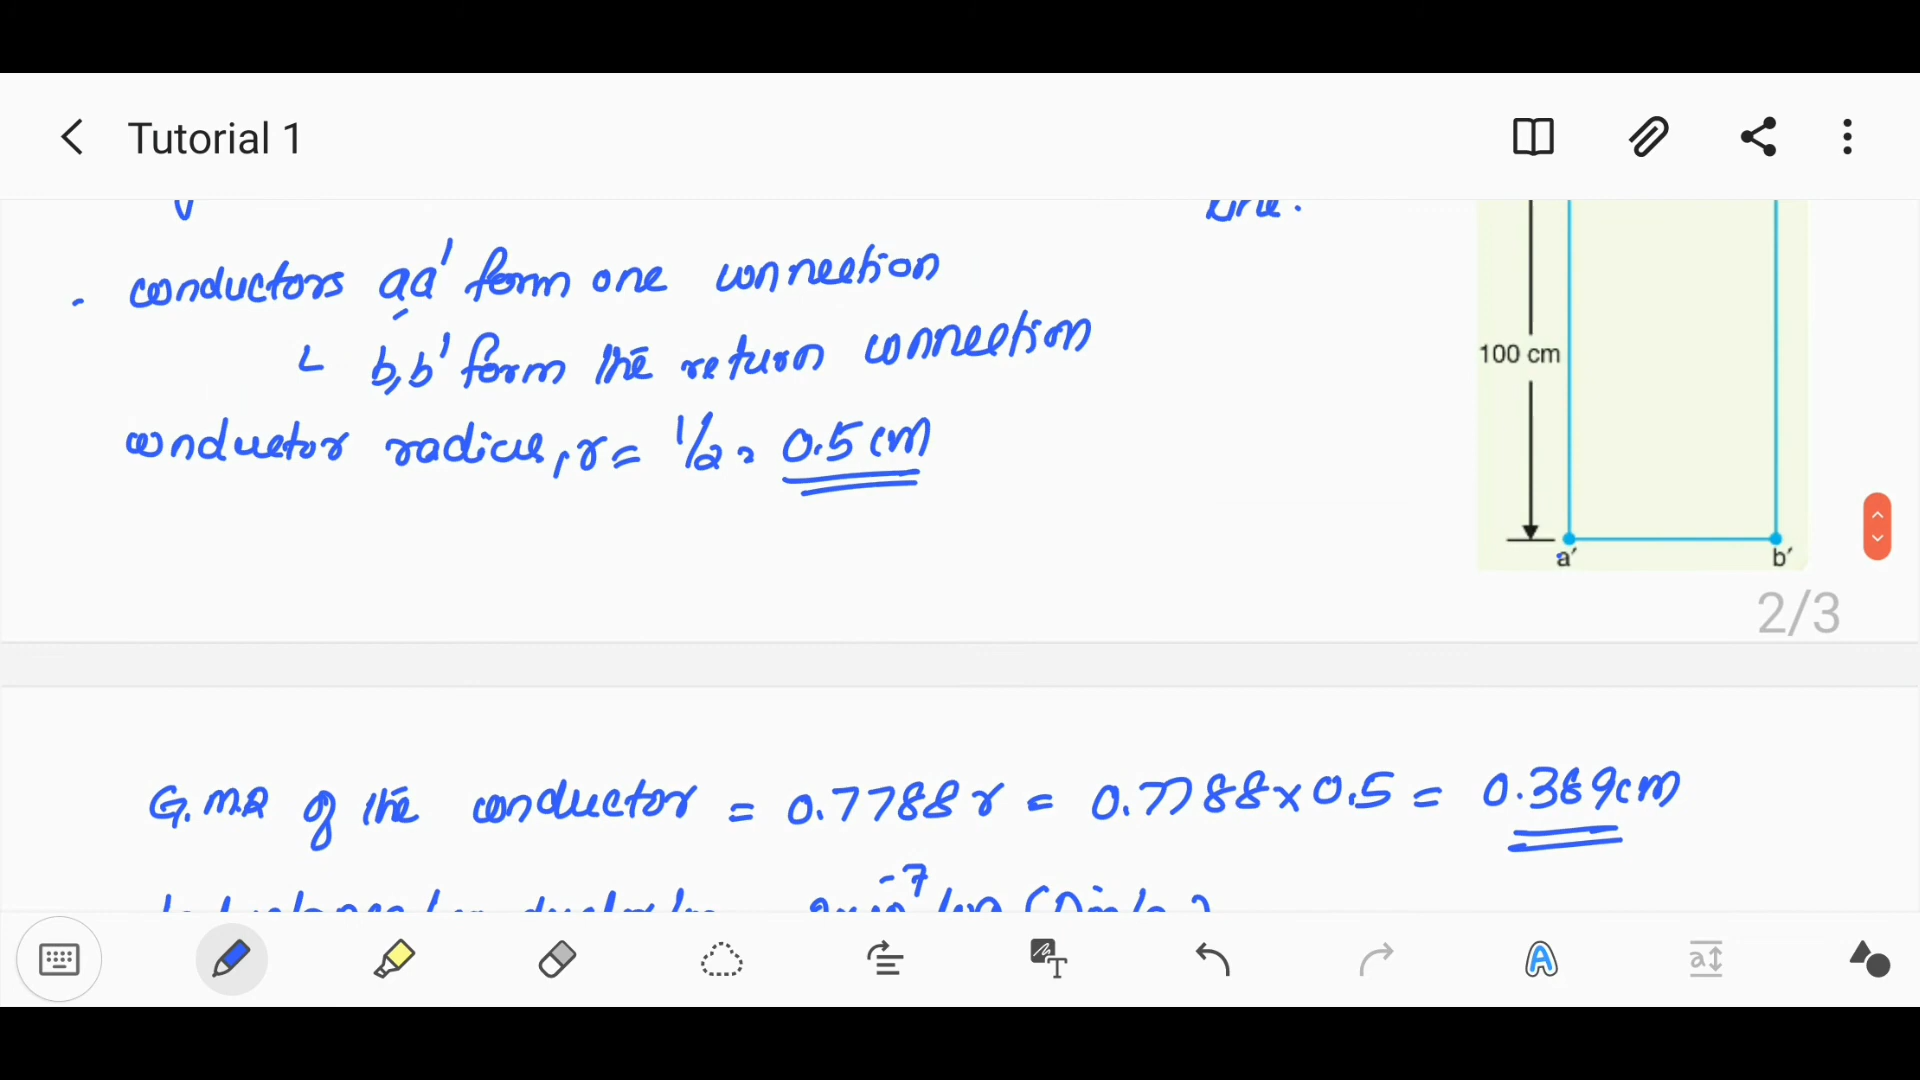 Tutorial 1
line.
conductors aa' form one connection
100 cm
& b,b' form the return connection
conductor radius, r = 1/2 = 0.5 cm
a′ b′
2/3
G.M.R of the conductor = 0.7788 r = 0.7788 x 0.5 = 0.389 cm